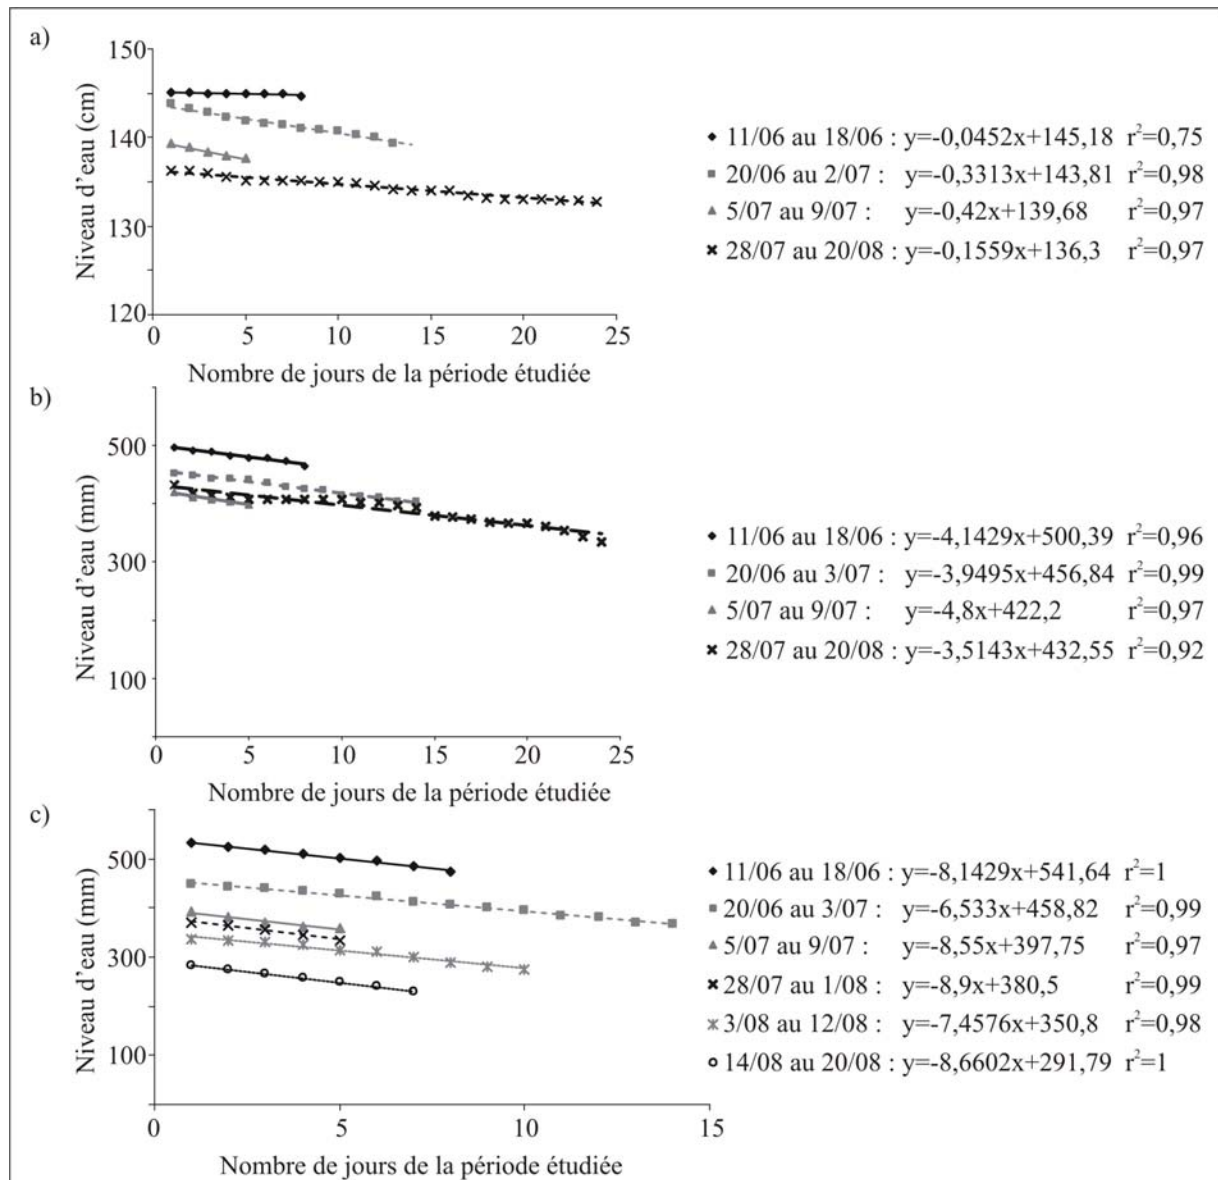 a)
150
140
130
120
Niveau d'eau (cm)
0 5 10 15 20 25
Nombre de jours de la période étudiée
11/06 au 18/06 : y=-0,0452x+145,18 r²=0,75
20/06 au 2/07 : y=-0,3313x+143,81 r²=0,98
5/07 au 9/07 : y=-0,42x+139,68 r²=0,97
28/07 au 20/08 : y=-0,1559x+136,3 r²=0,97
b)
500
300
100
Niveau d'eau (mm)
0 5 10 15 20 25
Nombre de jours de la période étudiée
11/06 au 18/06 : y=-4,1429x+500,39 r²=0,96
20/06 au 3/07 : y=-3,9495x+456,84 r²=0,99
5/07 au 9/07 : y=-4,8x+422,2 r²=0,97
28/07 au 20/08 : y=-3,5143x+432,55 r²=0,92
c)
500
300
100
Niveau d'eau (mm)
0 5 10 15
Nombre de jours de la période étudiée
11/06 au 18/06 : y=-8,1429x+541,64 r²=1
20/06 au 3/07 : y=-6,533x+458,82 r²=0,99
5/07 au 9/07 : y=-8,55x+397,75 r²=0,97
28/07 au 1/08 : y=-8,9x+380,5 r²=0,99
3/08 au 12/08 : y=-7,4576x+350,8 r²=0,98
14/08 au 20/08 : y=-8,6602x+291,79 r²=1